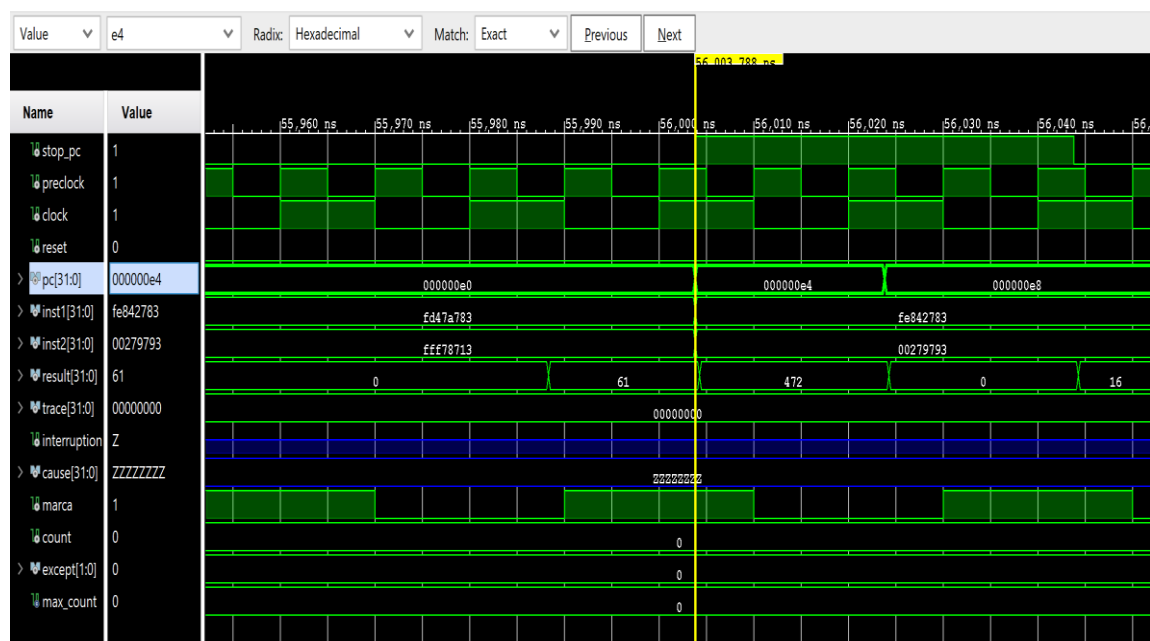 Value e4 Radix: Hexadecimal Match: Exact Previous Next
56,003.788 ns
Name Value
55,960 ns 55,970 ns 55,980 ns 55,990 ns 56,000 ns 56,010 ns 56,020 ns 56,030 ns 56,040 ns 56,
stop_pc 1
preclock 1
clock 1
reset 0
pc[31:0] 000000e4 000000e0 000000e4 000000e8
inst1[31:0] fe842783 fd47a783 fe842783
inst2[31:0] 00279793 fff78713 00279793
result[31:0] 61 0 61 472 0 16
trace[31:0] 00000000 00000000
interruption Z
cause[31:0] ZZZZZZZZ ZZZZZZZZ
marca 1
count 0 0
except[1:0] 0 0
max_count 0 0